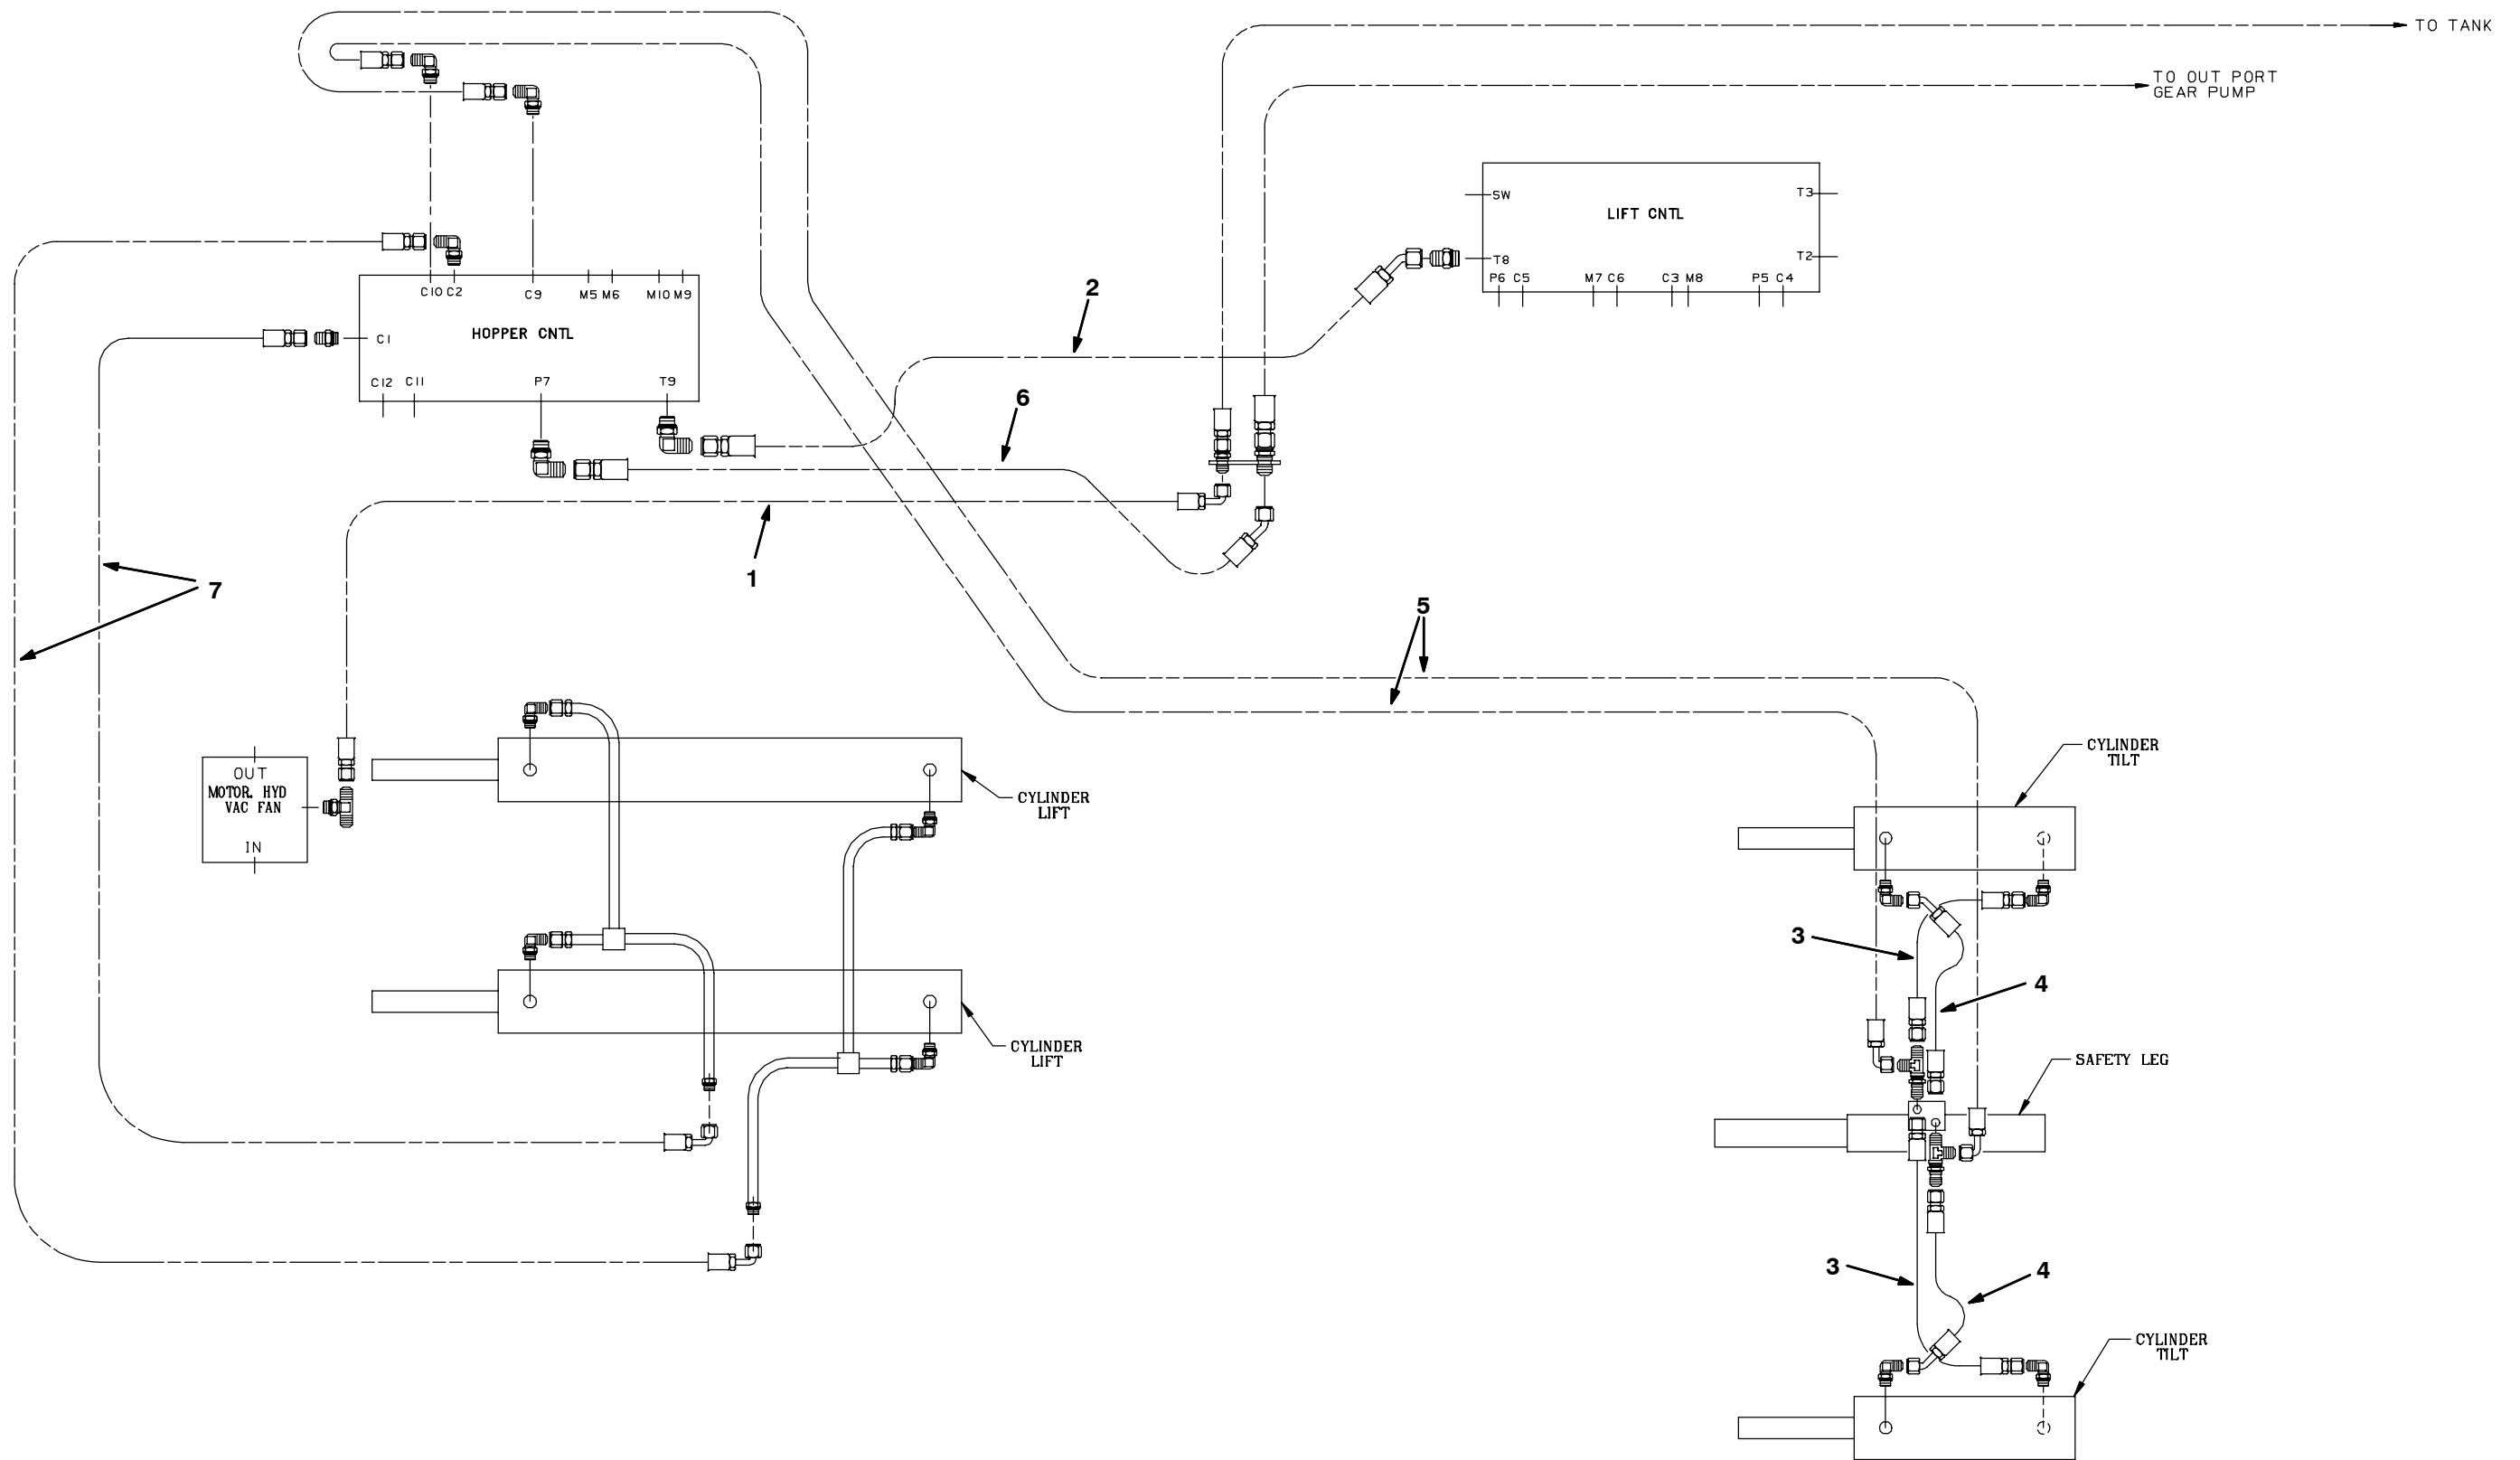 TO TANK
TO OUT PORT
GEAR PUMP
SW
T3
LIFT CNTL
T8
T2
P6 C5 M7 C6 C3 M8 P5 C4
C10 C2 C9 M5 M6 M10 M9
HOPPER CNTL
C1
C12 C11 P7 T9
2
6
1
7
5
OUT
MOTOR, HYD
VAC FAN
IN
CYLINDER
LIFT
CYLINDER
TILT
3
4
CYLINDER
LIFT
SAFETY LEG
3
4
CYLINDER
TILT